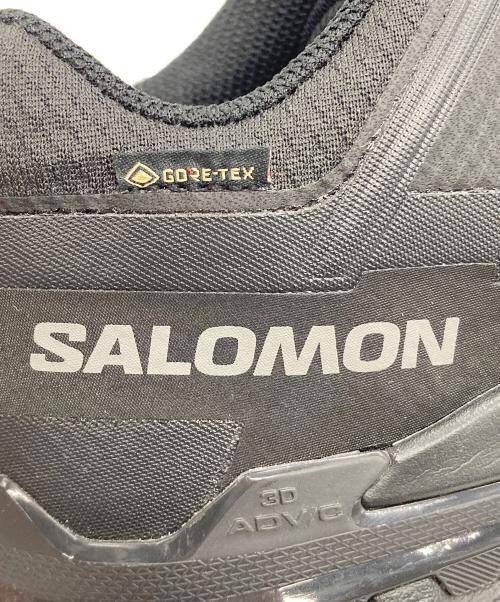 GORE-TEX
SALOMON
3D
ADV/C